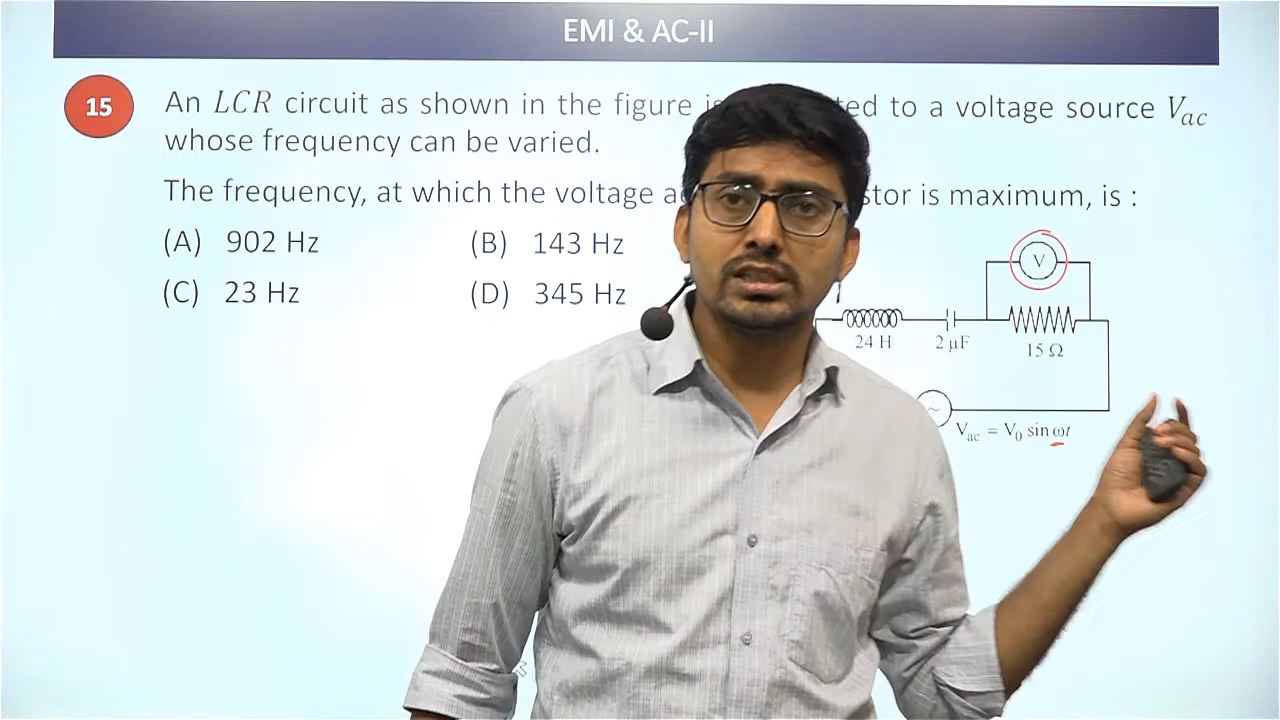 EMI & AC-II
15
An LCR circuit as shown in the figure ted to a voltage source Vac
whose frequency can be varied.
The frequency, at which the voltage stor is maximum, is :
(A) 902 Hz (B) 143 Hz
(C) 23 Hz (D) 345 Hz
V
24 H 2 μF 15 Ω
~
Vac = V0 sin ωt